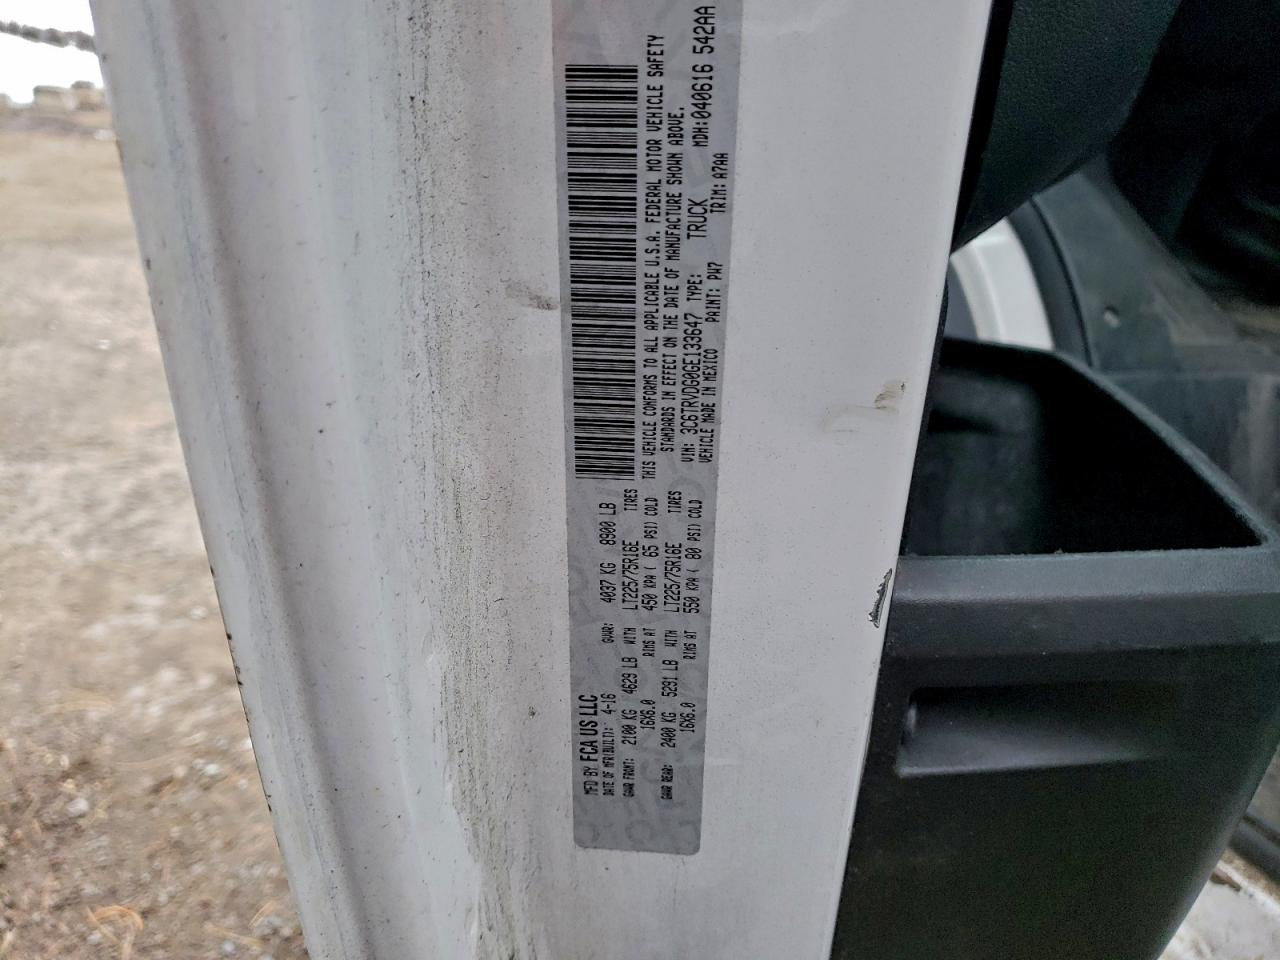 MFD BY FCA US LLC
DATE OF MFR(BUILT): 4-16 GVWR: 4037 KG 8900 LB
GAWR FRONT: 2100 KG 4629 LB WITH LT225/75R16E TIRES
16X6.0 RIMS AT 450 KPA ( 65 PSI) COLD
GAWR REAR: 2400 KG 5291 LB WITH LT225/75R16E TIRES
16X6.0 RIMS AT 550 KPA ( 80 PSI) COLD
THIS VEHICLE CONFORMS TO ALL APPLICABLE U.S.A. FEDERAL MOTOR VEHICLE SAFETY
STANDARDS IN EFFECT ON THE DATE OF MANUFACTURE SHOWN ABOVE.
VIN: 3C6TRVDG0GE133647 TYPE: TRUCK MDH:040616 542AA
VEHICLE MADE IN MEXICO PAINT: PW7 TRIM: A7AA